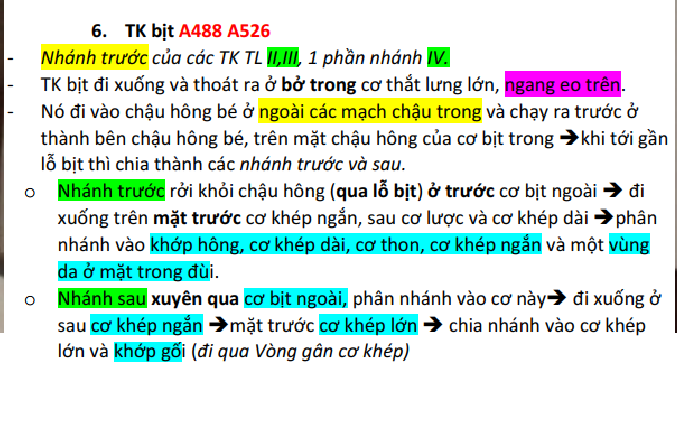 6. TK bịt A488 A526
- Nhánh trước của các TK TL II,III, 1 phần nhánh IV.
- TK bịt đi xuống và thoát ra ở bở trong cơ thắt lưng lớn, ngang eo trên.
- Nó đi vào chậu hông bé ở ngoài các mạch chậu trong và chạy ra trước ở
thành bên chậu hông bé, trên mặt chậu hông của cơ bịt trong ➔khi tới gần
lỗ bịt thì chia thành các nhánh trước và sau.
o Nhánh trước rởi khỏi chậu hông (qua lỗ bịt) ở trước cơ bịt ngoài ➔ đi
xuống trên mặt trước cơ khép ngắn, sau cơ lược và cơ khép dài ➔phân
nhánh vào khớp hông, cơ khép dài, cơ thon, cơ khép ngắn và một vùng
da ở mặt trong đùi.
o Nhánh sau xuyên qua cơ bịt ngoài, phân nhánh vào cơ này➔ đi xuống ở
sau cơ khép ngắn ➔mặt trước cơ khép lớn ➔ chia nhánh vào cơ khép
lớn và khớp gối (đi qua Vòng gân cơ khép)